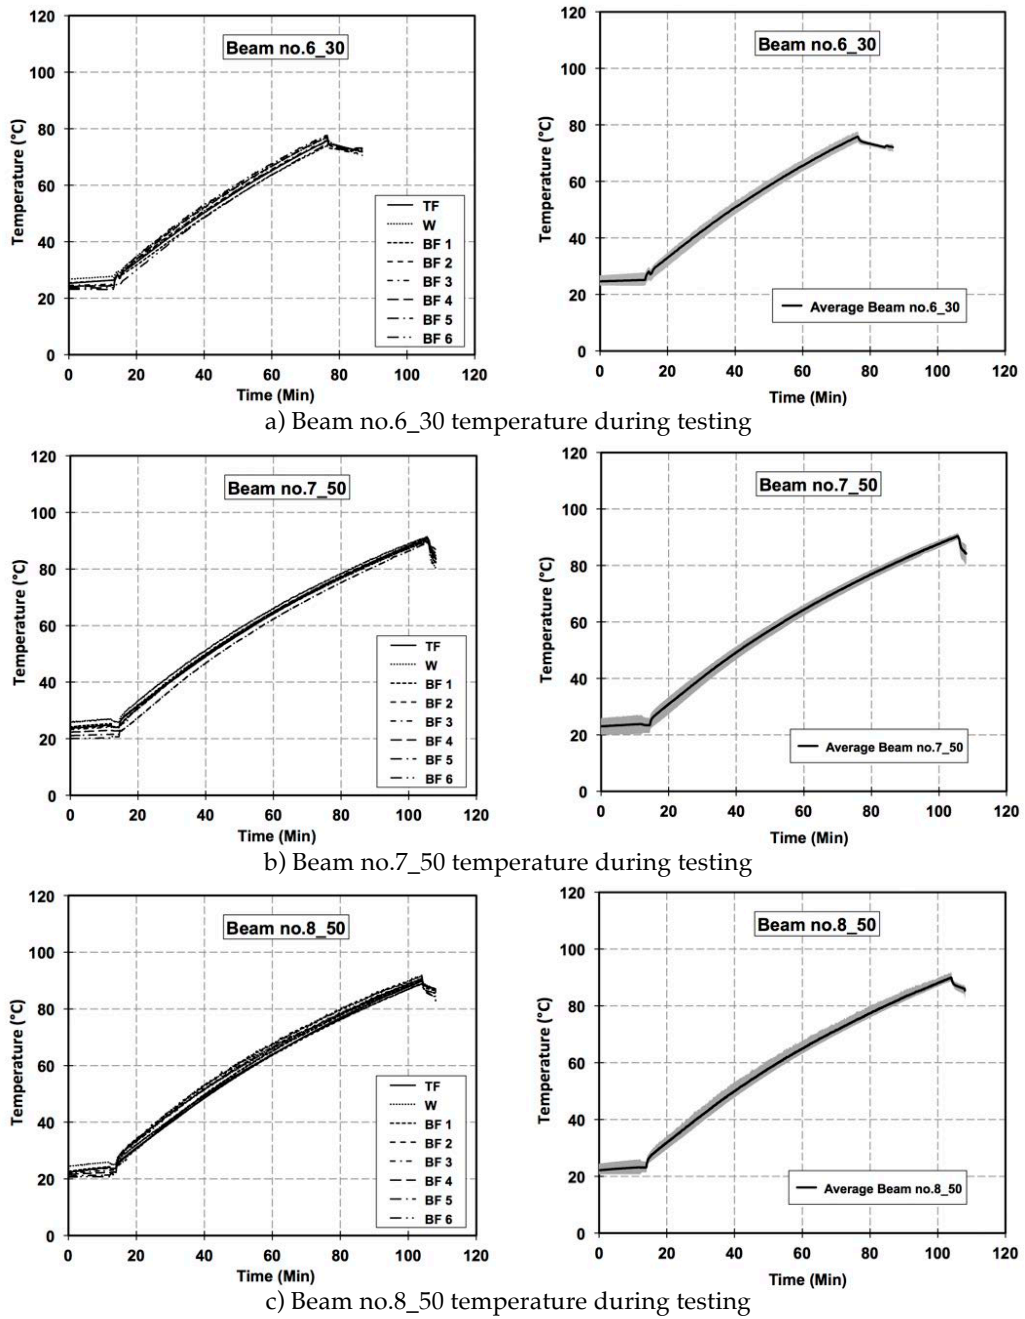 120
100
80
60
40
20
0
Temperature (°C)
Beam no.6_30
TF
W
BF 1
BF 2
BF 3
BF 4
BF 5
BF 6
0 20 40 60 80 100 120
Time (Min)
120
100
80
60
40
20
0
Temperature (°C)
Beam no.6_30
Average Beam no.6_30
0 20 40 60 80 100 120
Time (Min)
a) Beam no.6_30 temperature during testing
120
100
80
60
40
20
0
Temperature (°C)
Beam no.7_50
TF
W
BF 1
BF 2
BF 3
BF 4
BF 5
BF 6
0 20 40 60 80 100 120
Time (Min)
120
100
80
60
40
20
0
Temperature (°C)
Beam no.7_50
Average Beam no.7_50
0 20 40 60 80 100 120
Time (Min)
b) Beam no.7_50 temperature during testing
120
100
80
60
40
20
0
Temperature (°C)
Beam no.8_50
TF
W
BF 1
BF 2
BF 3
BF 4
BF 5
BF 6
0 20 40 60 80 100 120
Time (Min)
120
100
80
60
40
20
0
Temperature (°C)
Beam no.8_50
Average Beam no.8_50
0 20 40 60 80 100 120
Time (Min)
c) Beam no.8_50 temperature during testing